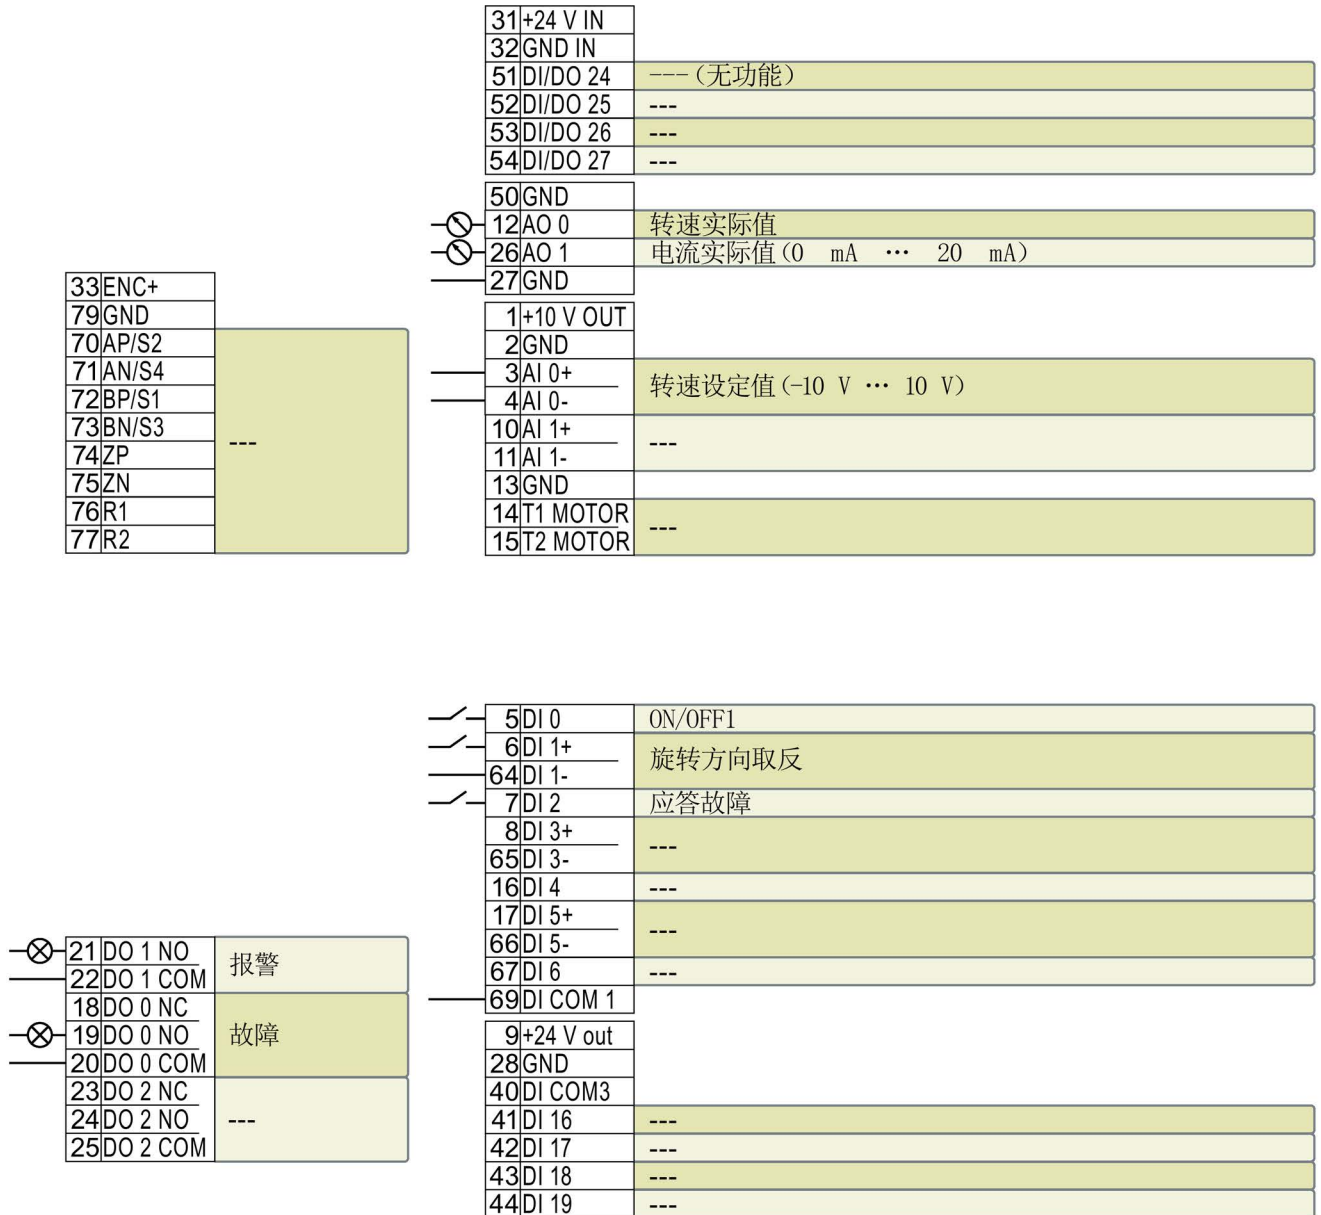 31 +24 V IN
32 GND IN
51 DI/DO 24 ---(无功能)
52 DI/DO 25 ---
53 DI/DO 26 ---
54 DI/DO 27 ---
50 GND
12 AO 0 转速实际值
26 AO 1 电流实际值(0 mA … 20 mA)
27 GND
33 ENC+
79 GND
70 AP/S2
71 AN/S4
72 BP/S1
73 BN/S3
---
74 ZP
75 ZN
76 R1
77 R2
1 +10 V OUT
2 GND
3 AI 0+
转速设定值(-10 V … 10 V)
4 AI 0-
10 AI 1+
---
11 AI 1-
13 GND
14 T1 MOTOR
---
15 T2 MOTOR
5 DI 0 ON/OFF1
6 DI 1+
旋转方向取反
64 DI 1-
7 DI 2 应答故障
8 DI 3+
---
65 DI 3-
16 DI 4 ---
17 DI 5+
---
66 DI 5-
67 DI 6 ---
69 DI COM 1
21 DO 1 NO
报警
22 DO 1 COM
18 DO 0 NC
19 DO 0 NO 故障
20 DO 0 COM
23 DO 2 NC
24 DO 2 NO ---
25 DO 2 COM
9 +24 V out
28 GND
40 DI COM3
41 DI 16 ---
42 DI 17 ---
43 DI 18 ---
44 DI 19 ---